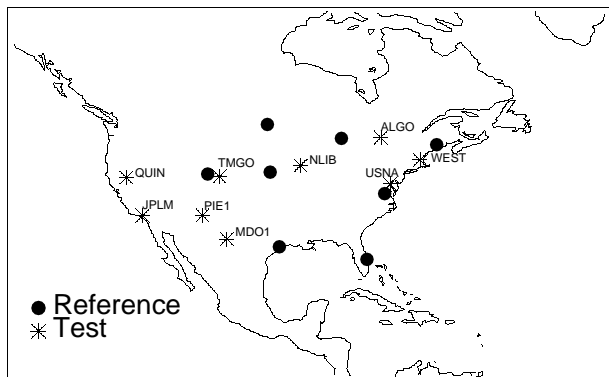 ALGO
WEST
NLIB
USNA
TMGO
QUIN
JPLM
PIE1
MDO1
Reference
Test